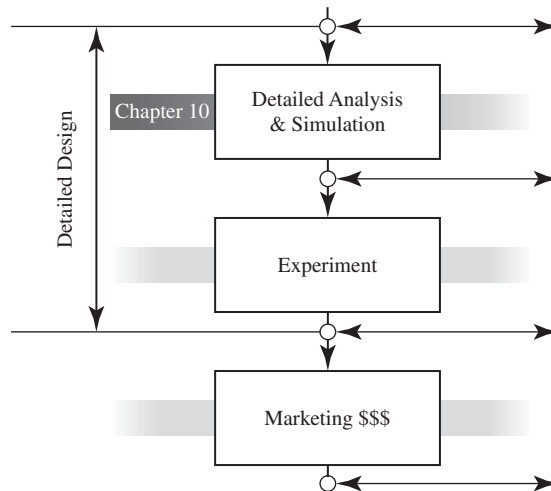 Detailed Design
Chapter 10
Detailed Analysis
& Simulation
Experiment
Marketing $$$